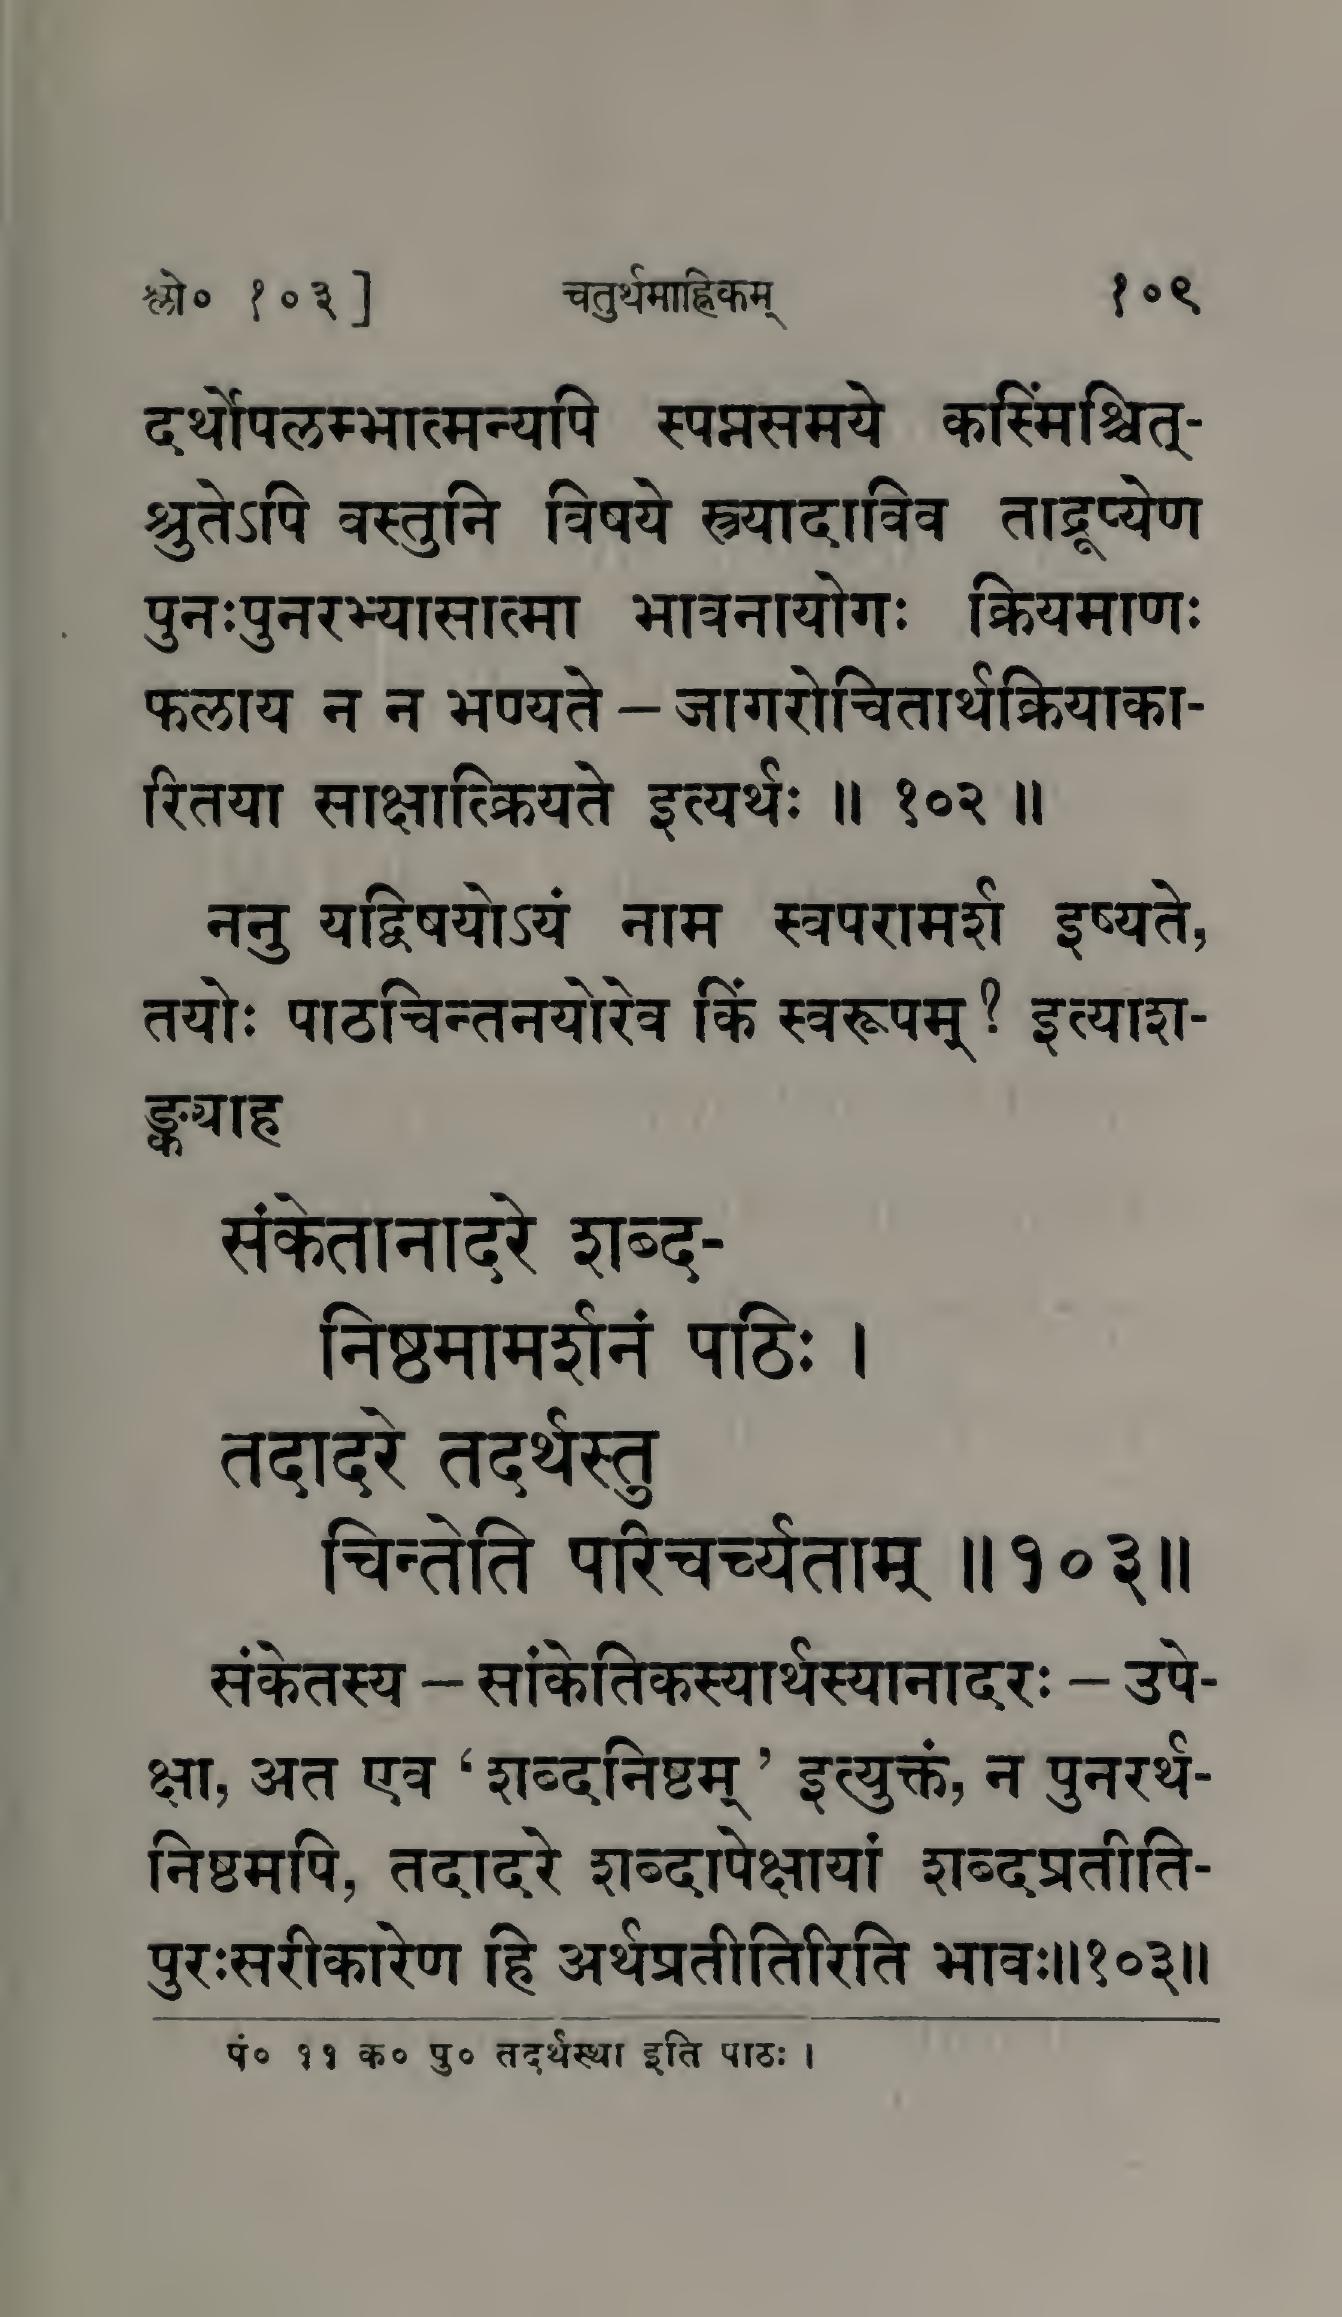 श्लो० १०३] चतुर्थमाह्निकम् १०९
दर्थोपलम्भात्मन्यपि स्पप्नसमये कस्मिंश्चित्-
श्रुतेऽपि वस्तुनि विषये स्त्र्यादाविव ताद्रूप्येण
पुनःपुनरभ्यासात्मा भावनायोगः क्रियमाणः
फलाय न न भण्यते – जागरोचितार्थक्रियाका-
रितया साक्षात्क्रियते इत्यर्थः ॥ १०२ ॥
ननु यद्विषयोऽयं नाम स्वपरामर्श इष्यते,
तयोः पाठचिन्तनयोरेव किं स्वरूपम् ? इत्याश-
ङ्क्याह
संकेतानादरे शब्द-
निष्ठमामर्शनं पठिः ।
तदादरे तदर्थस्तु
चिन्तेति परिचर्च्यताम् ॥१०३॥
संकेतस्य – सांकेतिकस्यार्थस्यानादरः – उपे-
क्षा, अत एव ‘शब्दनिष्टम्’ इत्युक्तं, न पुनरर्थ-
निष्ठमपि, तदादरे शब्दापेक्षायां शब्दप्रतीति-
पुरःसरीकारेण हि अर्थप्रतीतिरिति भावः॥१०३॥
पं० ११ क० पु० तदर्थस्था इति पाठः ।